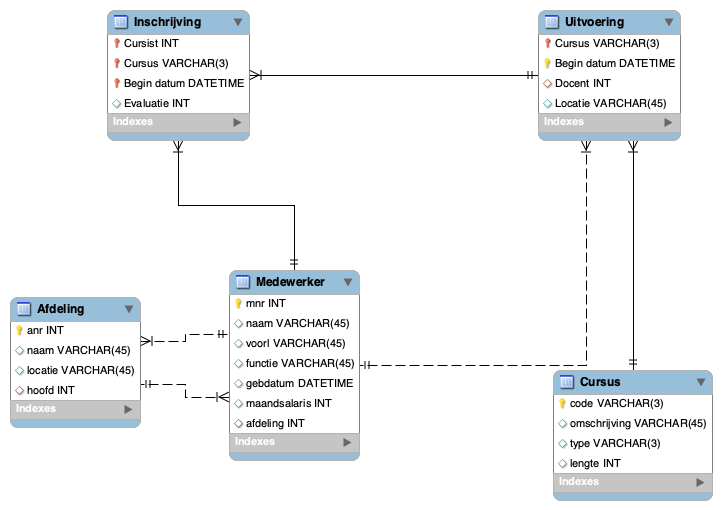 Inschrijving
Cursist INT
Cursus VARCHAR(3)
Begin datum DATETIME
Evaluatie INT
Indexes
Uitvoering
Cursus VARCHAR(3)
Begin datum DATETIME
Docent INT
Locatie VARCHAR(45)
Indexes
Afdeling
anr INT
naam VARCHAR(45)
locatie VARCHAR(45)
hoofd INT
Indexes
Medewerker
mnr INT
naam VARCHAR(45)
voorl VARCHAR(45)
functie VARCHAR(45)
gebdatum DATETIME
maandsalaris INT
afdeling INT
Indexes
Cursus
code VARCHAR(3)
omschrijving VARCHAR(45)
type VARCHAR(3)
lengte INT
Indexes